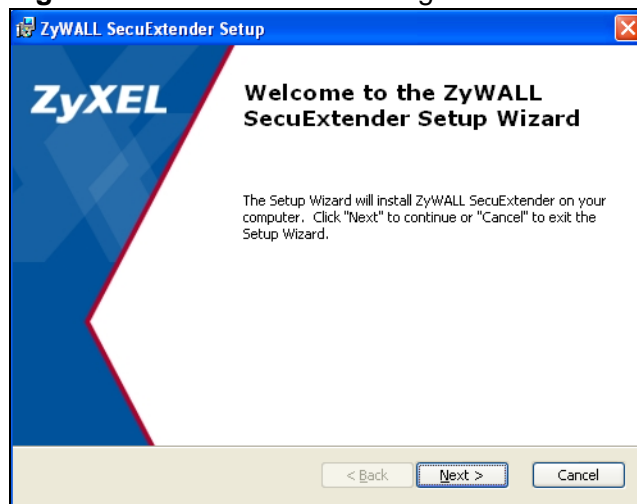 ZyWALL SecuExtender Setup
ZyXEL
Welcome to the ZyWALL
SecuExtender Setup Wizard
The Setup Wizard will install ZyWALL SecuExtender on your
computer. Click "Next" to continue or "Cancel" to exit the
Setup Wizard.
< Back
Next >
Cancel